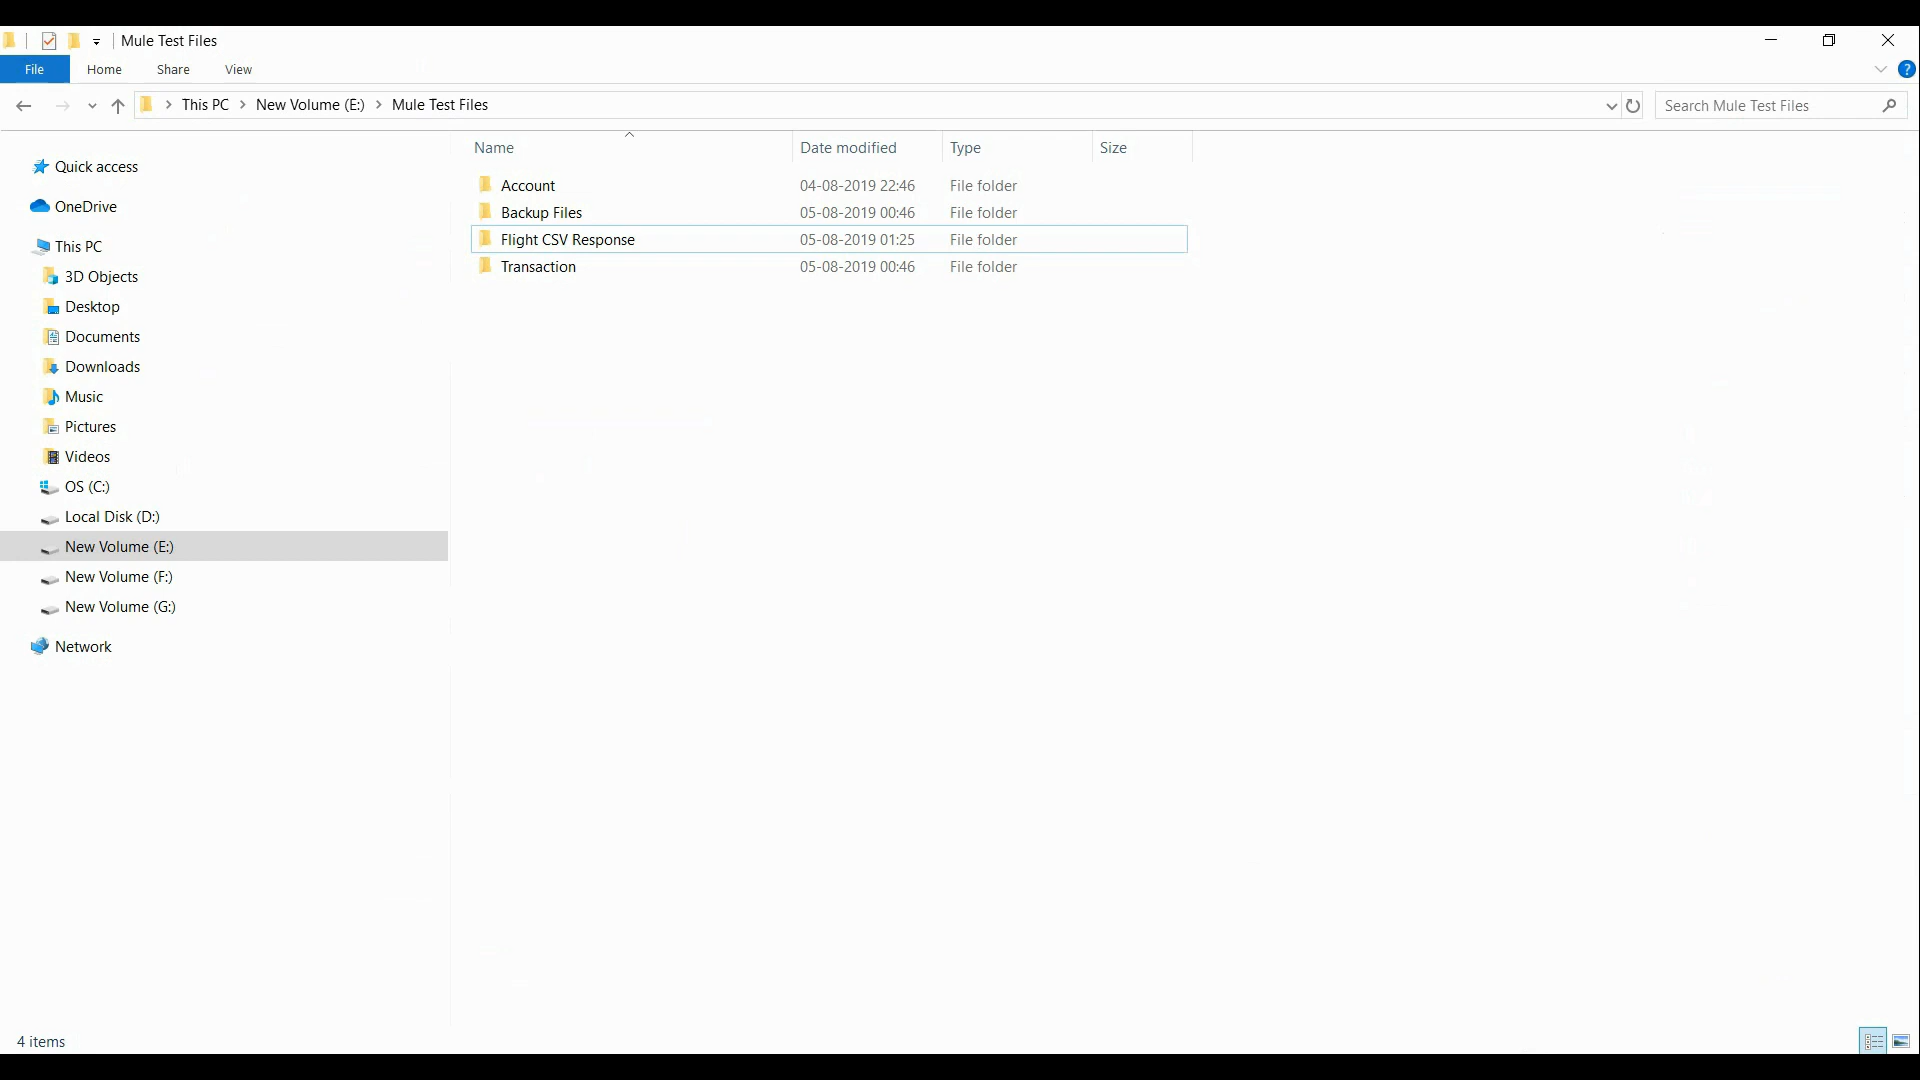 Mule Test Files
File Home Share View ?
This PC New Volume (E:) Mule Test Files Search Mule Test Files
Name Date modified Type Size
Quick access
OneDrive
This PC
3D Objects
Desktop
Documents
Downloads
Music
Pictures
Videos
OS (C:)
Local Disk (D:)
New Volume (E:)
New Volume (F:)
New Volume (G:)
Network
Account 04-08-2019 22:46 File folder
Backup Files 05-08-2019 00:46 File folder
Flight CSV Response 05-08-2019 01:25 File folder
Transaction 05-08-2019 00:46 File folder
4 items